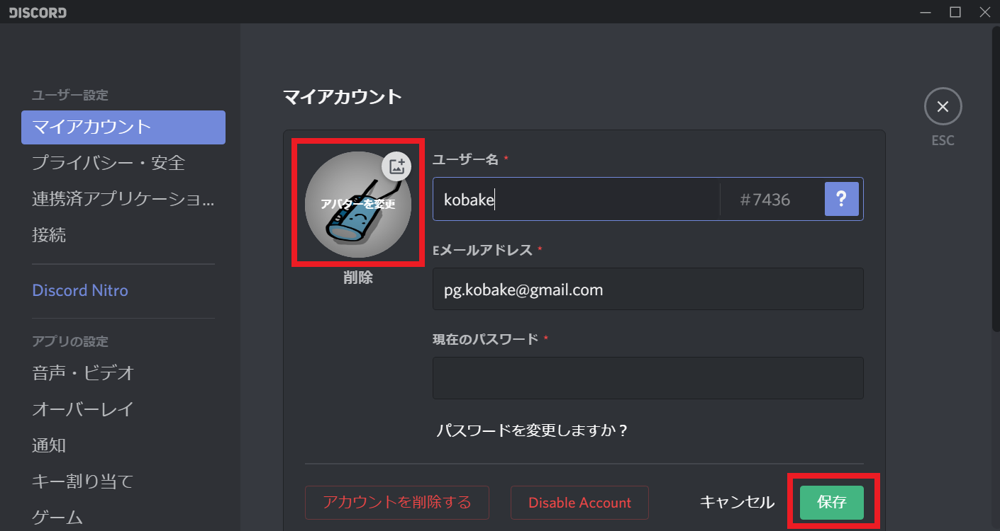 DISCORD
ユーザー設定
マイアカウント
プライバシー・安全
連携済アプリケーショ...
接続
Discord Nitro
アプリの設定
音声・ビデオ
オーバーレイ
通知
キー割り当て
ゲーム
マイアカウント
アバターを変更
削除
ユーザー名 *
kobake
#7436
?
Eメールアドレス *
pg.kobake@gmail.com
現在のパスワード *
パスワードを変更しますか？
アカウントを削除する
Disable Account
キャンセル
保存
ESC